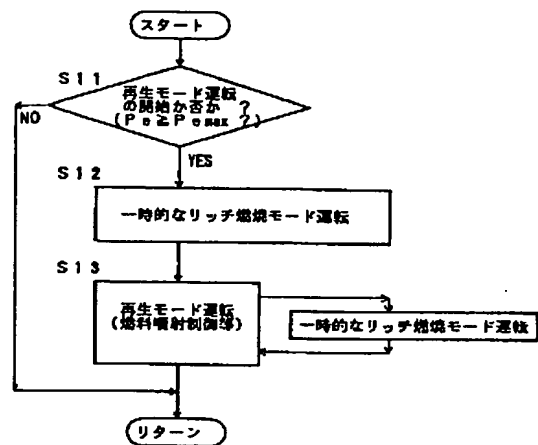 スタート
S11
再生モード運転
の開始か否か ?
(Pe≧Pemax ?)
NO
YES
S12
一時的なリッチ燃焼モード運転
S13
再生モード運転
(燃料噴射制御等)
一時的なリッチ燃焼モード運転
リターン